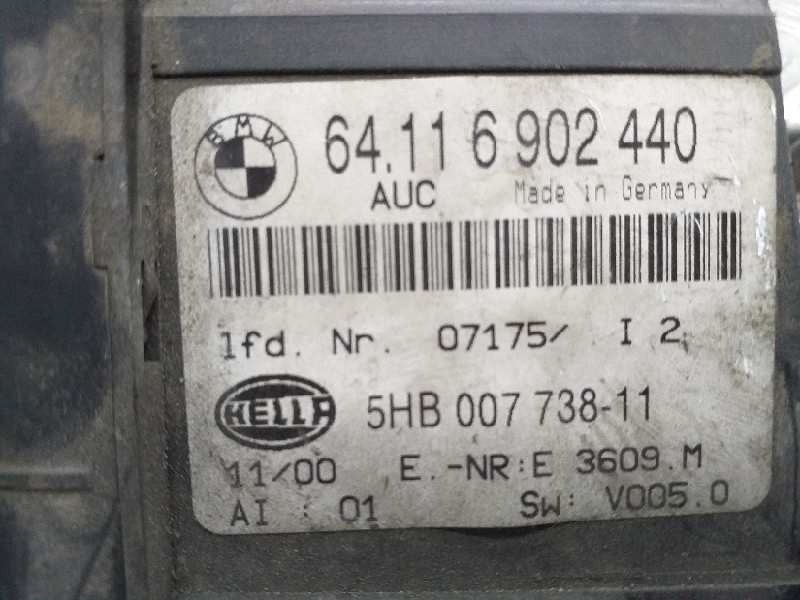 BMW
64.11 6 902 440
AUC Made in Germany
lfd. Nr. 07175/ I 2
HELLA 5HB 007 738-11
11/00 E.-NR:E 3609.M
AI : 01 SW: V005.0